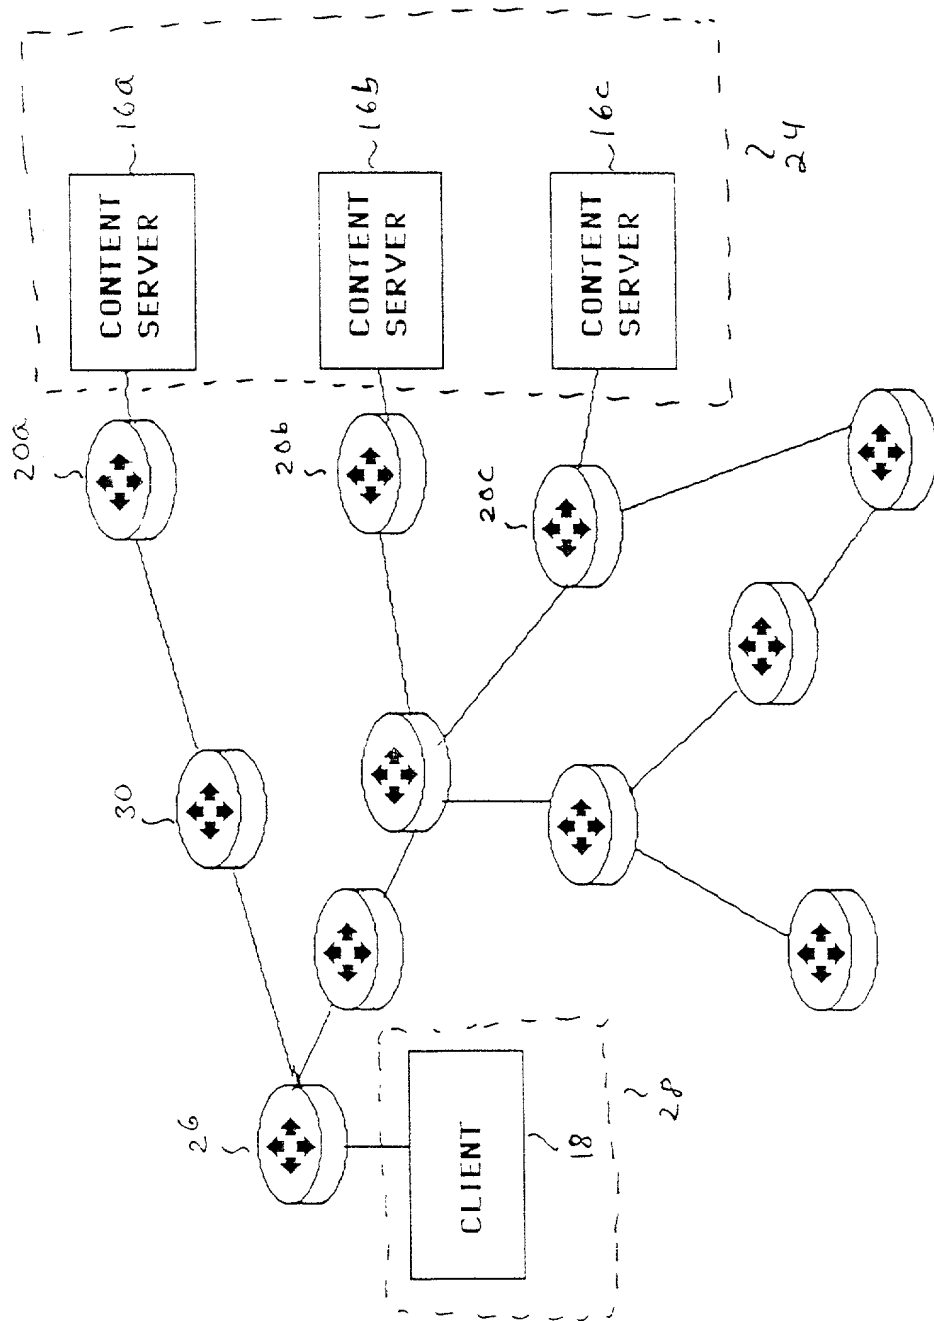 CONTENT
SERVER
16a
CONTENT
SERVER
16b
CONTENT
SERVER
16c
24
20a
20b
20c
30
26
CLIENT
18
28